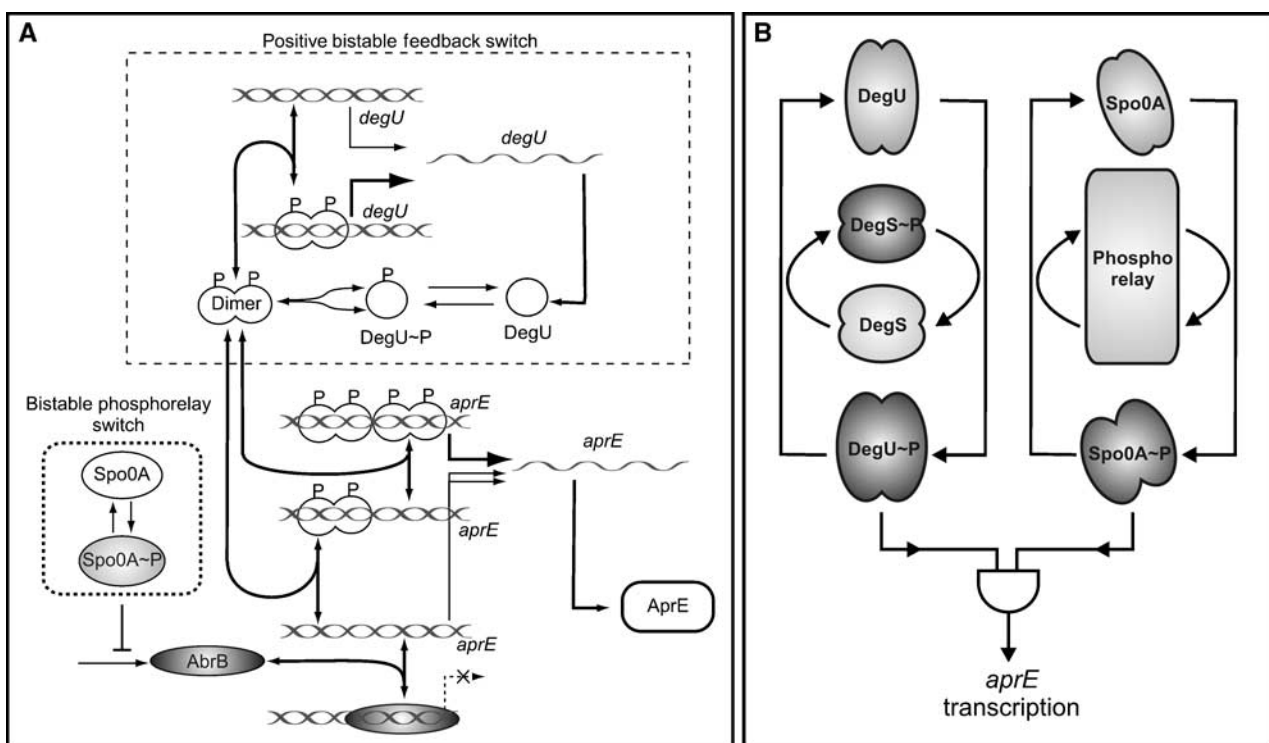 A
Positive bistable feedback switch
degU
degU
P P
degU
P P
Dimer
P
DegU~P
DegU
P P P P
aprE
aprE
P P
aprE
Bistable phosphorelay
switch
Spo0A
Spo0A~P
AprE
aprE
AbrB
B
DegU
Spo0A
DegS~P
Phospho
relay
DegS
DegU~P
Spo0A~P
aprE
transcription